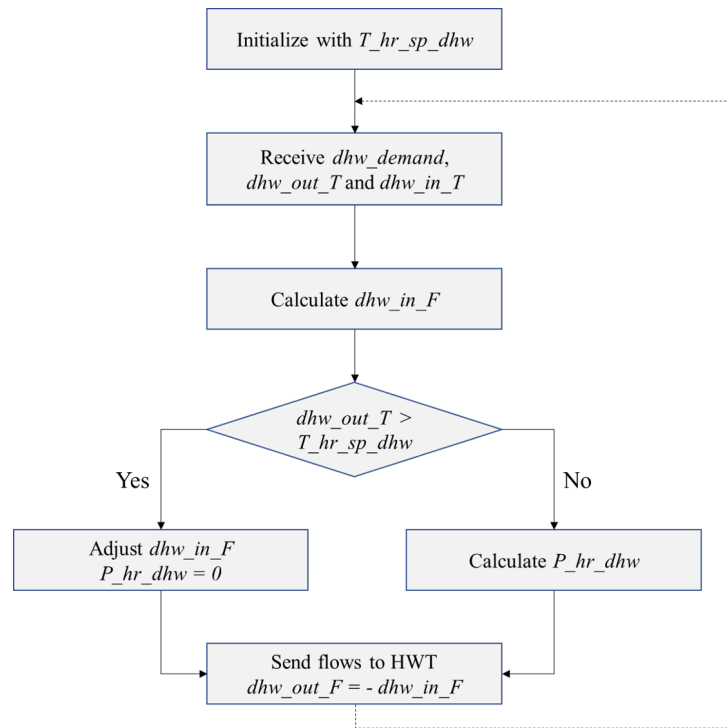 Initialize with T_hr_sp_dhw
Receive dhw_demand,
dhw_out_T and dhw_in_T
Calculate dhw_in_F
dhw_out_T >
T_hr_sp_dhw
Yes
No
Adjust dhw_in_F
P_hr_dhw = 0
Calculate P_hr_dhw
Send flows to HWT
dhw_out_F = - dhw_in_F